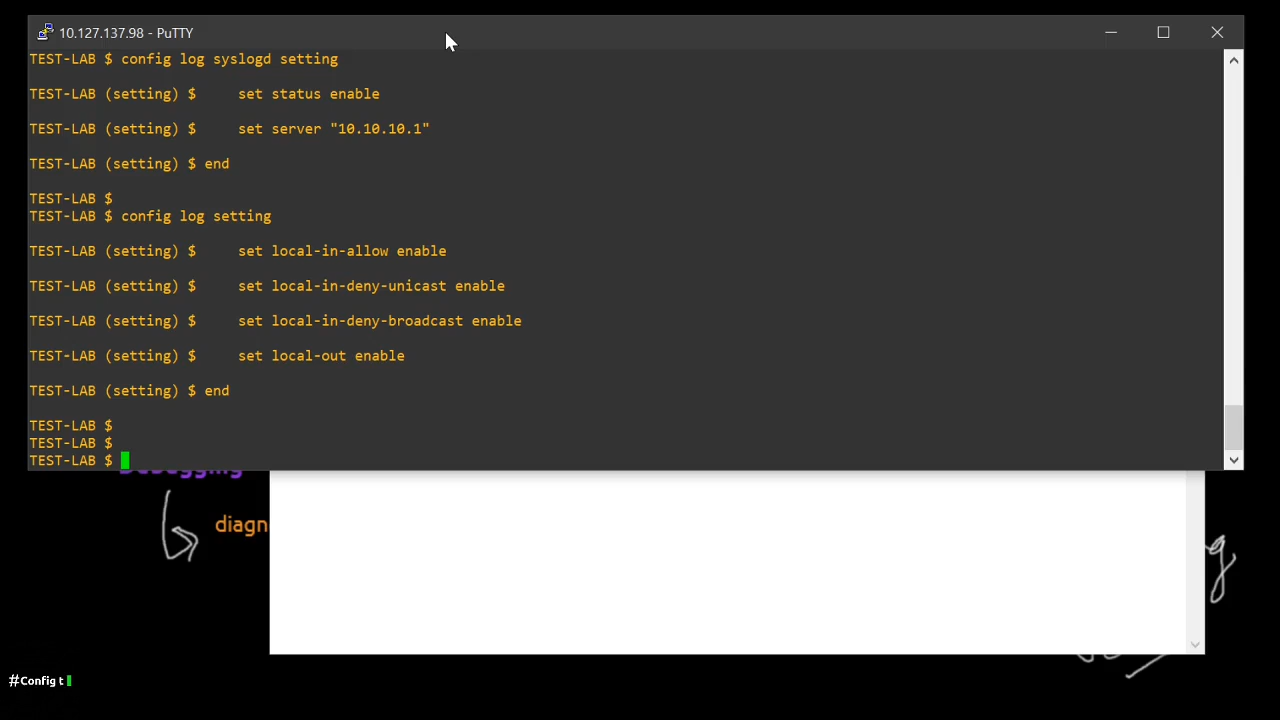 10.127.137.98 - PuTTY
TEST-LAB $ config log syslogd setting
TEST-LAB (setting) $     set status enable
TEST-LAB (setting) $     set server "10.10.10.1"
TEST-LAB (setting) $ end
TEST-LAB $
TEST-LAB $ config log setting
TEST-LAB (setting) $     set local-in-allow enable
TEST-LAB (setting) $     set local-in-deny-unicast enable
TEST-LAB (setting) $     set local-in-deny-broadcast enable
TEST-LAB (setting) $     set local-out enable
TEST-LAB (setting) $ end
TEST-LAB $
TEST-LAB $
TEST-LAB $
Debugging
diagn
#Config t